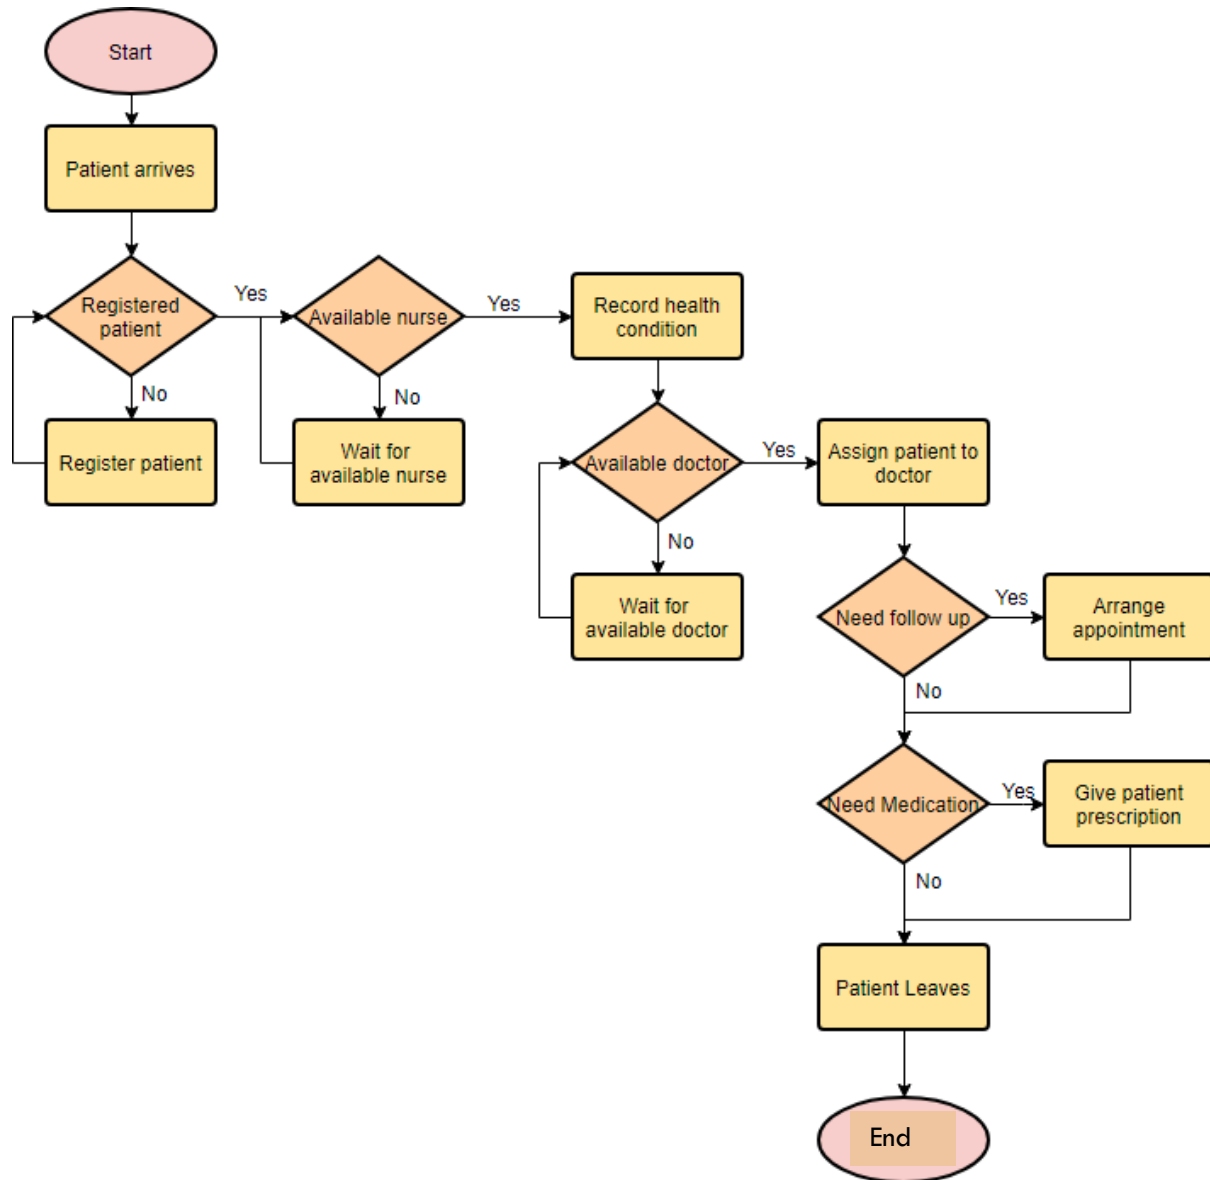 Start
Patient arrives
Registered
patient
Yes
No
Register patient
Available nurse
Yes
No
Wait for
available nurse
Record health
condition
Available doctor
Yes
No
Wait for
available doctor
Assign patient to
doctor
Need follow up
Yes
Arrange
appointment
No
Need Medication
Yes
Give patient
prescription
No
Patient Leaves
End